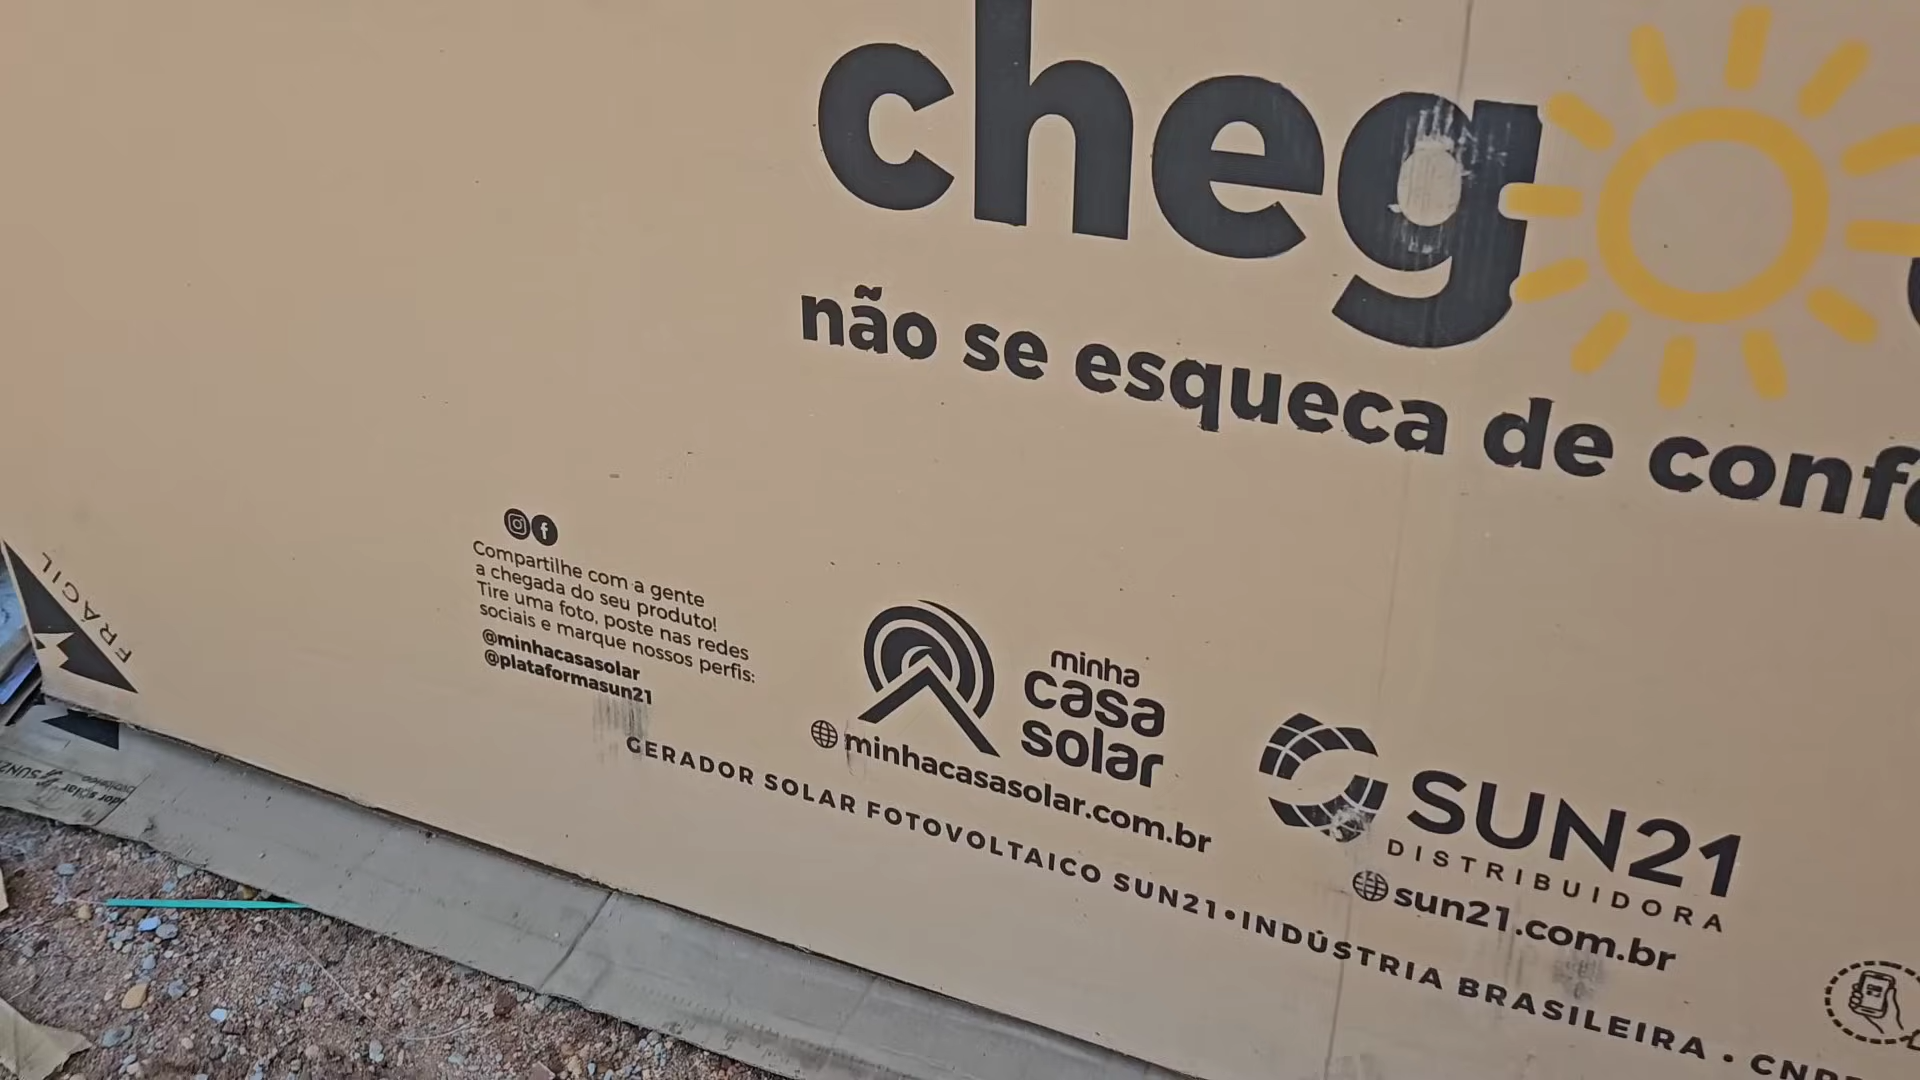 cheg
não se esqueca de
Compartilhe com a gente
a chegada do seu produto!
Tire uma foto, poste nas redes
sociais e marque nossos perfis:
@minhacasasolar
@plataformasun21
FRÁGIL
minha
casa
solar
minhacasasolar.com.br
SUN21
DISTRIBUIDORA
sun21.com.br
GERADOR SOLAR FOTOVOLTAICO SUN21•INDÚSTRIA BRASILEIRA •